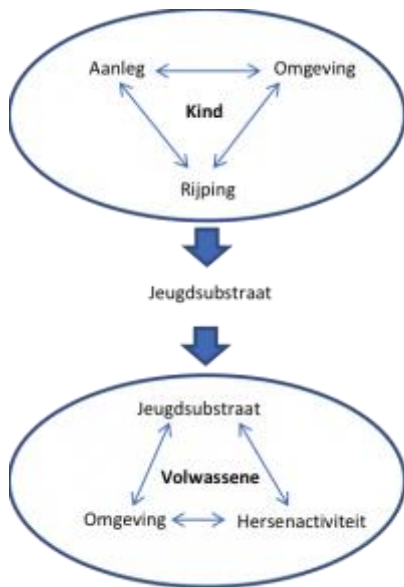 Aanleg Omgeving
Kind
Rijping
Jeugdsubstraat
Jeugdsubstraat
Volwassene
Omgeving Hersenactiviteit